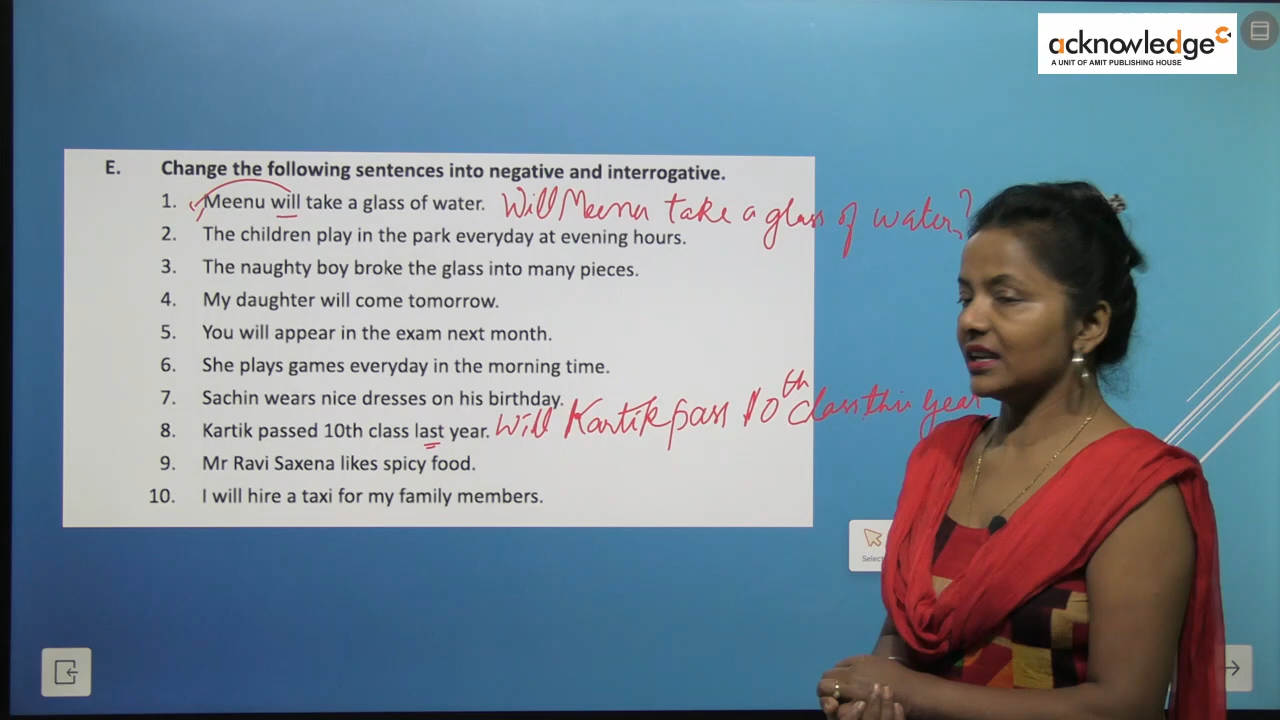 acknowledge
A UNIT OF AMIT PUBLISHING HOUSE
E. Change the following sentences into negative and interrogative.
1. Meenu will take a glass of water. Will Meenu take a glass of water?
2. The children play in the park everyday at evening hours.
3. The naughty boy broke the glass into many pieces.
4. My daughter will come tomorrow.
5. You will appear in the exam next month.
6. She plays games everyday in the morning time.
7. Sachin wears nice dresses on his birthday.
8. Kartik passed 10th class last year. Will Kartik pass 10th class this year
9. Mr Ravi Saxena likes spicy food.
10. I will hire a taxi for my family members.
Select